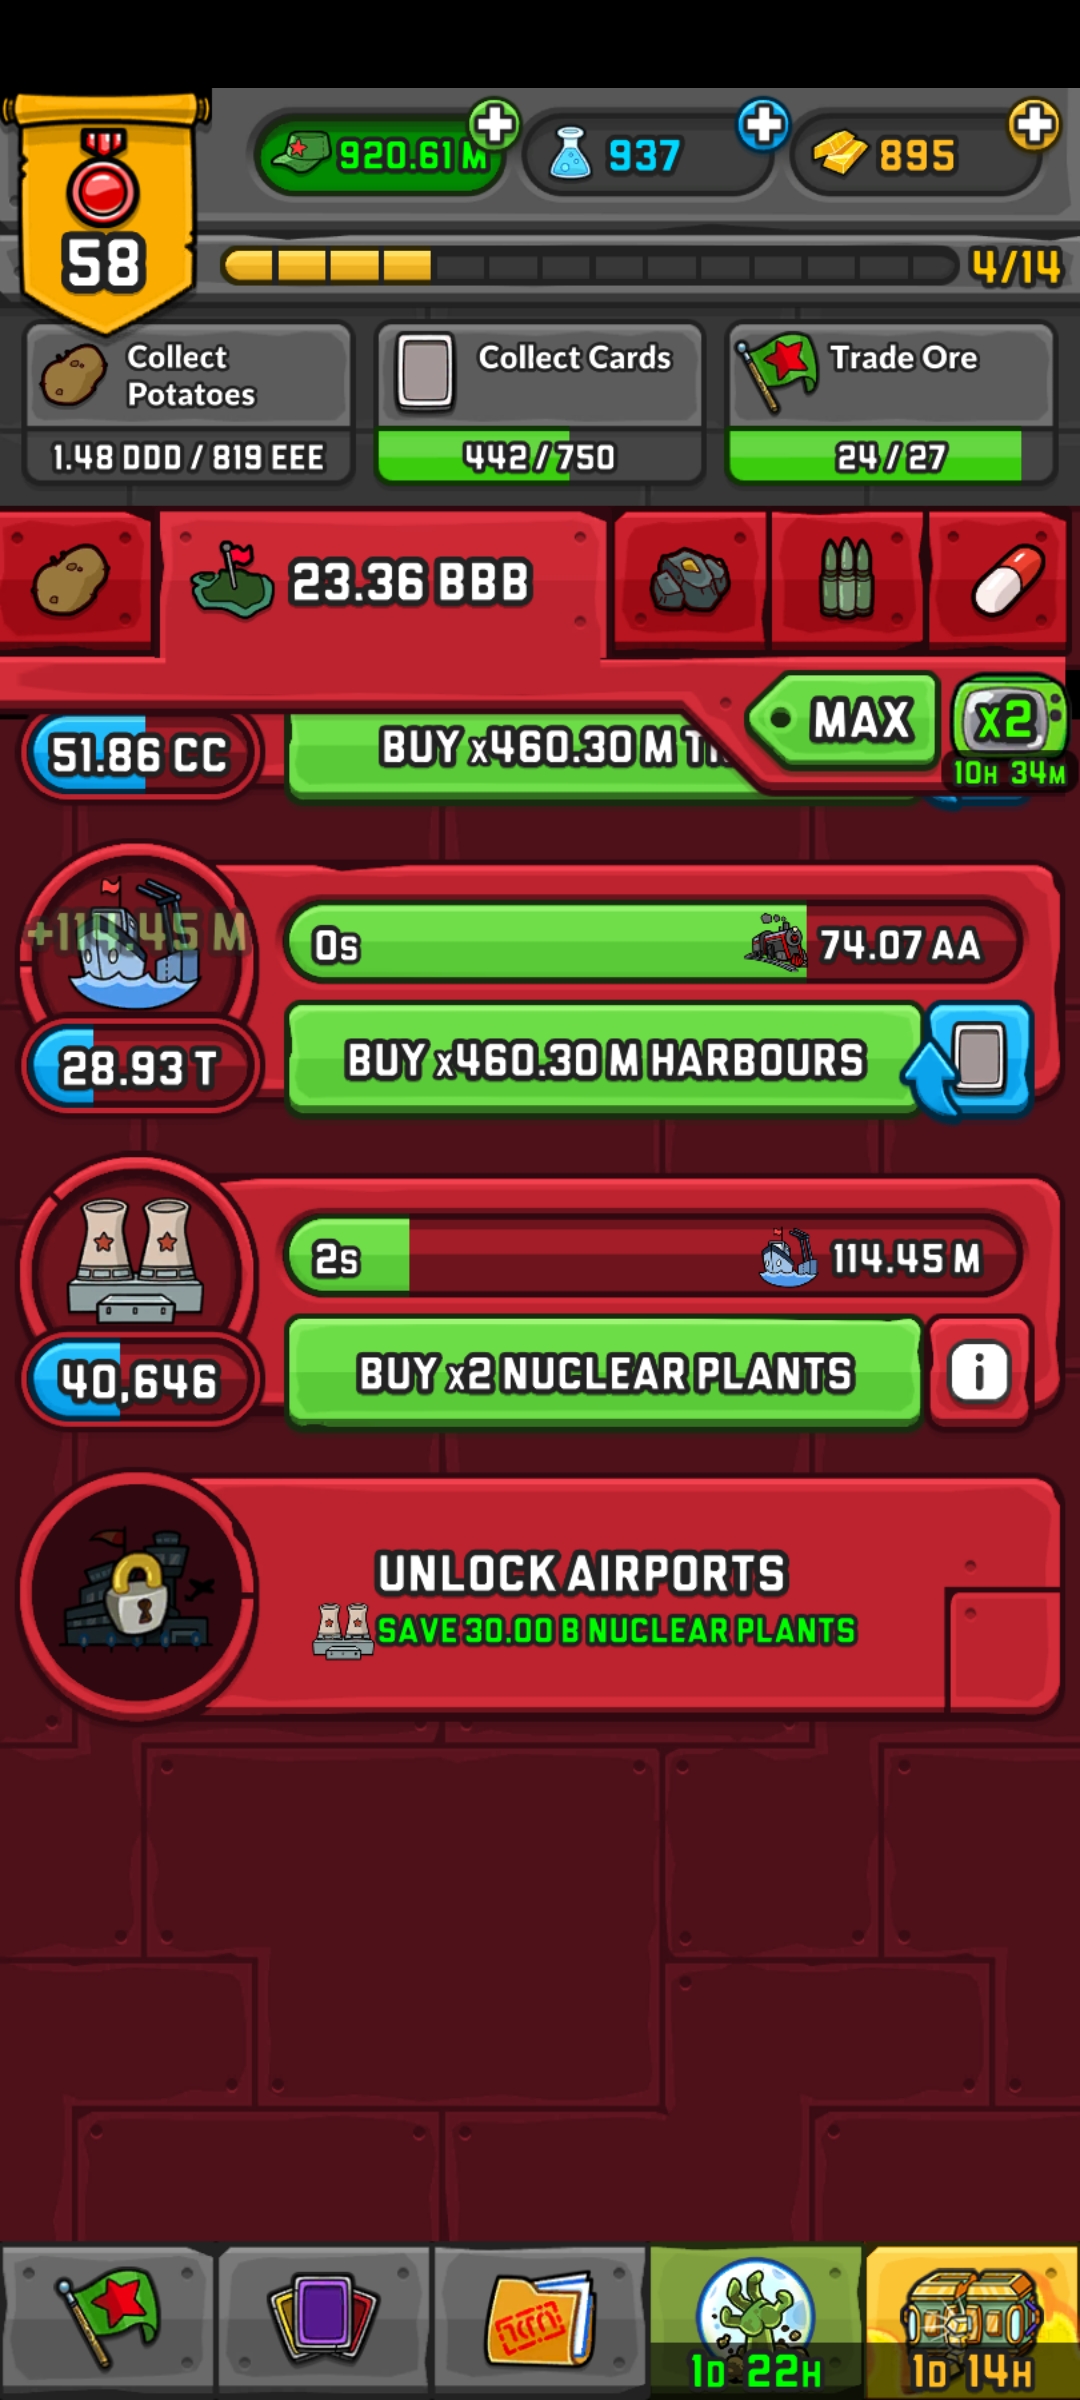 920.61 M
937
895
58
4/14
Collect
Potatoes
1.48 DDD / 819 EEE
Collect Cards
442/750
Trade Ore
24/27
23.36 BBB
MAX
x2
10H 34M
51.86 CC
BUY x460.30 M
+114.45 M
0s
74.07 AA
28.93 T
BUY x460.30 M HARBOURS
2s
114.45 M
40,646
BUY x2 NUCLEAR PLANTS
i
UNLOCK AIRPORTS
SAVE 30.00 B NUCLEAR PLANTS
1D 22H
1D 14H